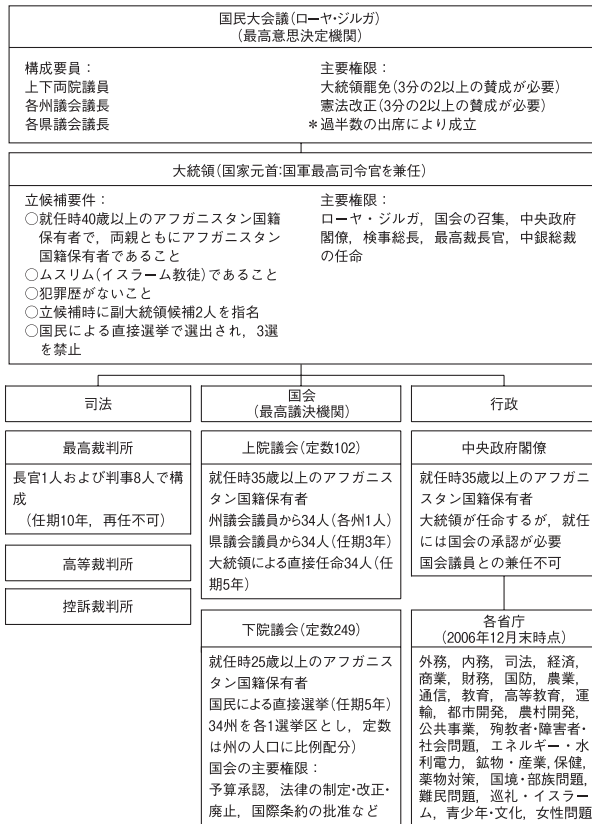 国民大会議(ローヤ・ジルガ)
(最高意思決定機関)
構成要員：
上下両院議員
各州議会議長
各県議会議長
主要権限：
大統領罷免(3分の2以上の賛成が必要)
憲法改正(3分の2以上の賛成が必要)
＊過半数の出席により成立
大統領(国家元首:国軍最高司令官を兼任)
立候補要件：
○就任時40歳以上のアフガニスタン国籍
保有者で，両親ともにアフガニスタン
国籍保有者であること
○ムスリム(イスラーム教徒)であること
○犯罪歴がないこと
○立候補時に副大統領候補2人を指名
○国民による直接選挙で選出され，3選
を禁止
主要権限：
ローヤ・ジルガ，国会の召集，中央政府
閣僚，検事総長，最高裁長官，中銀総裁
の任命
司法
国会
(最高議決機関)
行政
最高裁判所
長官1人および判事8人で構
成
(任期10年，再任不可)
高等裁判所
控訴裁判所
上院議会(定数102)
就任時35歳以上のアフガニ
スタン国籍保有者
州議会議員から34人(各州1人)
県議会議員から34人(任期3年)
大統領による直接任命34人(任
期5年)
下院議会(定数249)
就任時25歳以上のアフガニス
タン国籍保有者
国民による直接選挙(任期5年)
34州を各1選挙区とし，定数
は州の人口に比例配分)
国会の主要権限：
予算承認，法律の制定・改正・
廃止，国際条約の批准など
中央政府閣僚
就任時35歳以上のアフガニ
スタン国籍保有者
大統領が任命するが，就任
には国会の承認が必要
国会議員との兼任不可
各省庁
(2006年12月末時点)
外務，内務，司法，経済，
商業，財務，国防，農業，
通信，教育，高等教育，運
輸，都市開発，農村開発，
公共事業，殉教者・障害者・
社会問題，エネルギー・水
利電力，鉱物・産業，保健，
薬物対策，国境・部族問題，
難民問題，巡礼・イスラー
ム，青少年・文化，女性問題